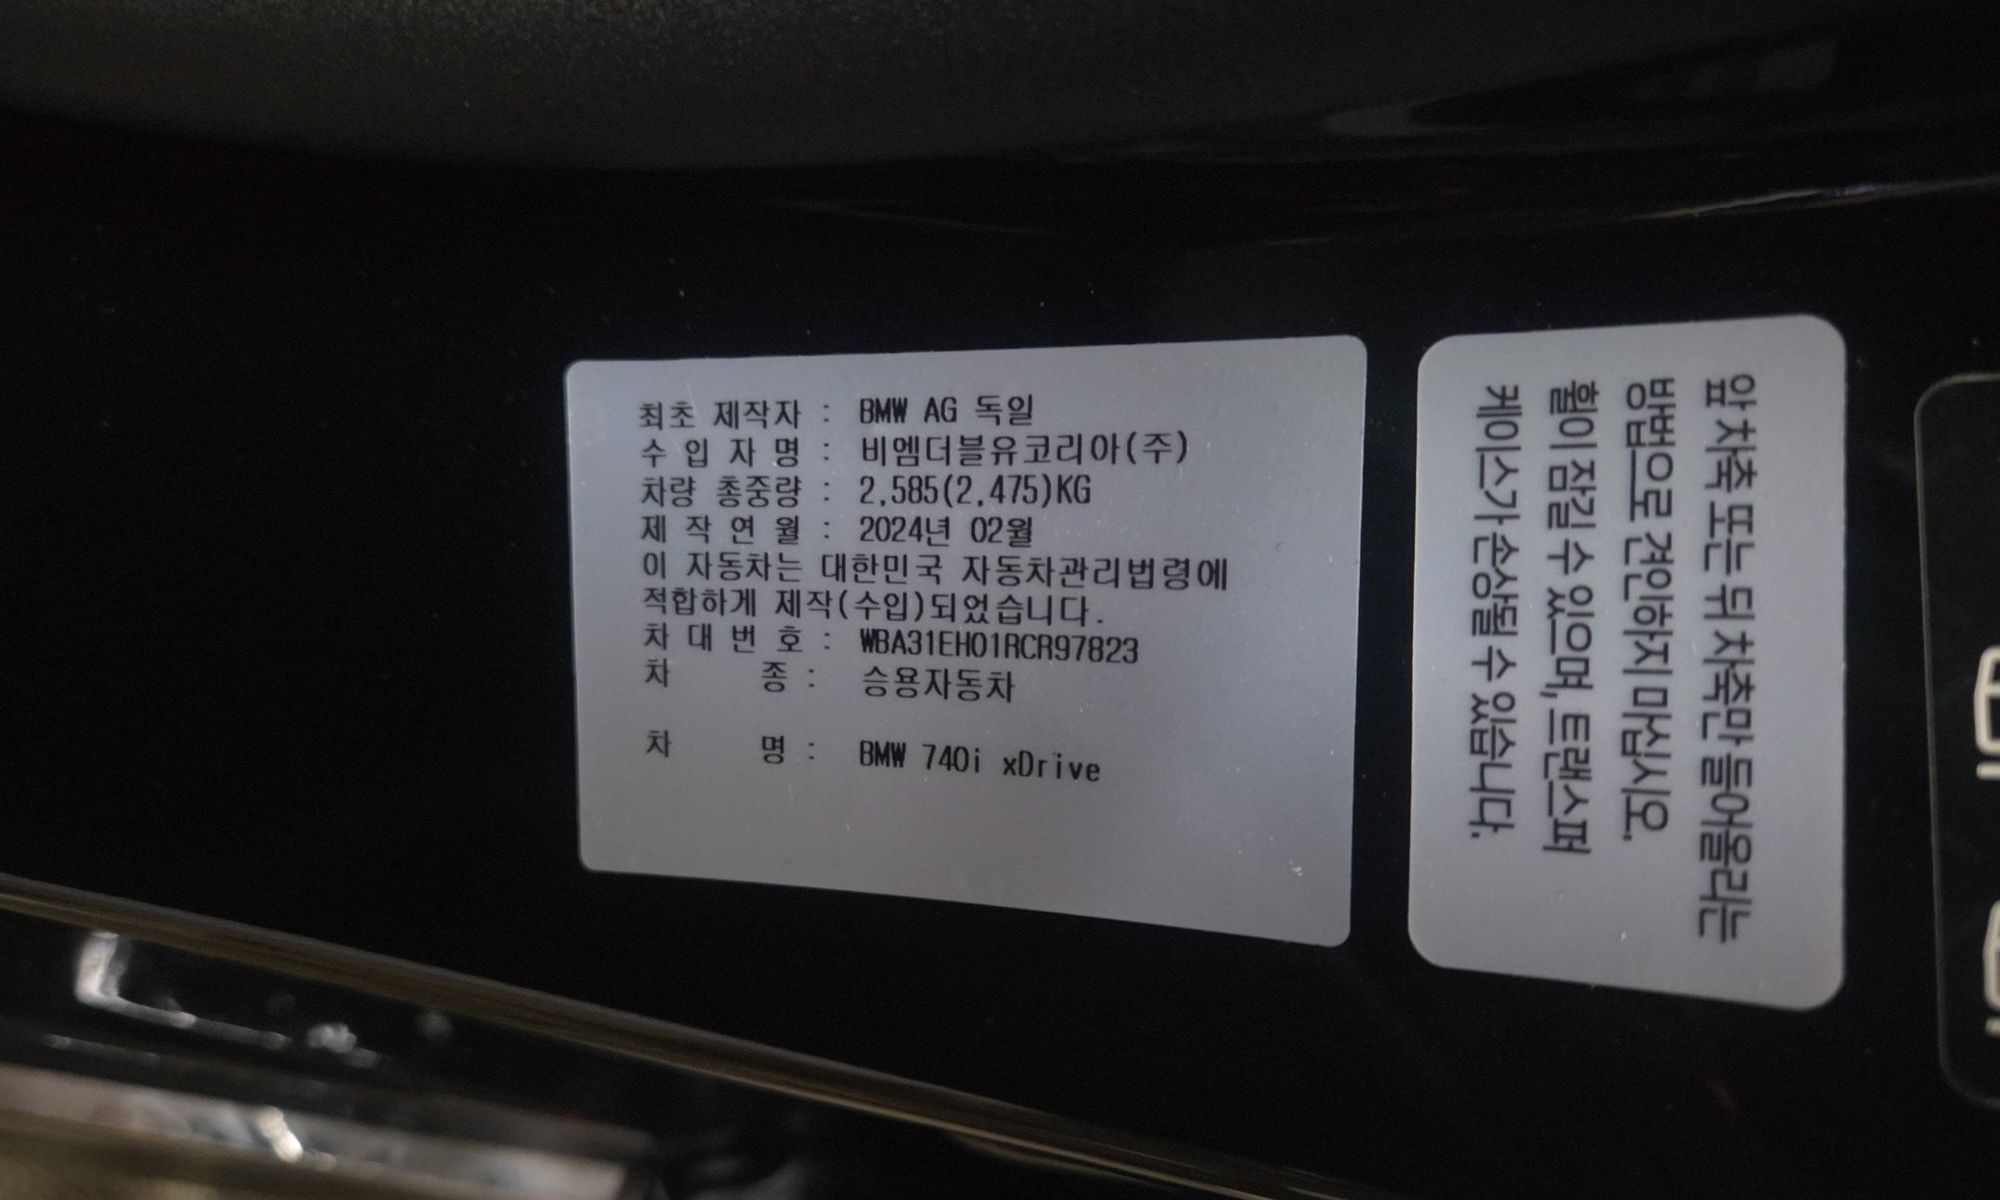 최초 제작자 : BMW AG 독일
수 입 자 명 : 비엠더블유코리아(주)
차량 총중량 : 2.585(2.475)KG
제 작 연 월 : 2024년 02월
이 자동차는 대한민국 자동차관리법령에
적합하게 제작(수입)되었습니다.
차 대 번 호 : WBA31EH01RCR97823
차 종 : 승용자동차
차 명 : BMW 740i xDrive
앞 차축 또는 뒤 차축만 들어올리는
방법으로 견인하지 마십시오.
휠이 잠길 수 있으며, 트랜스퍼
케이스가 손상될 수 있습니다.